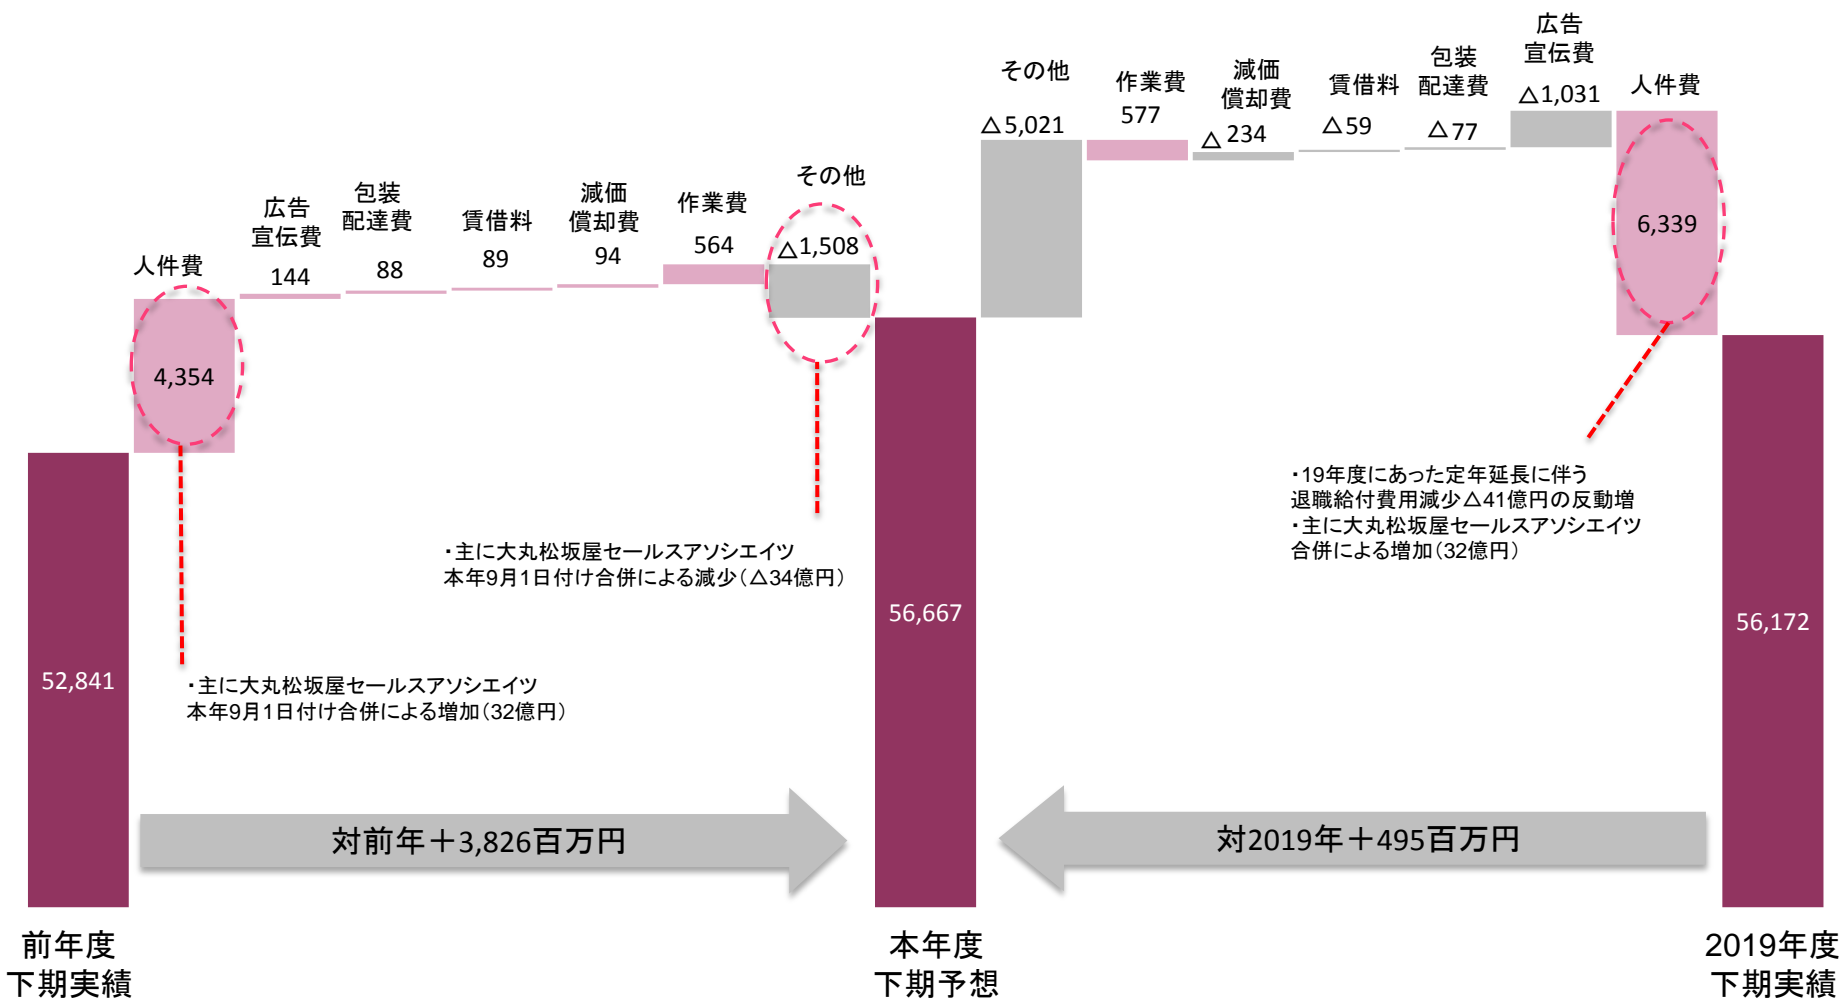 人件費
4,354
広告
宣伝費
144
包装
配達費
88
賃借料
89
減価
償却費
94
作業費
564
その他
△1,508
その他
△5,021
作業費
577
減価
償却費
△234
賃借料
△59
包装
配達費
△77
広告
宣伝費
△1,031
人件費
6,339
・19年度にあった定年延長に伴う
退職給付費用減少△41億円の反動増
・主に大丸松坂屋セールスアソシエイツ
合併による増加(32億円)
・主に大丸松坂屋セールスアソシエイツ
本年9月1日付け合併による減少(△34億円)
・主に大丸松坂屋セールスアソシエイツ
本年9月1日付け合併による増加(32億円)
52,841
56,667
56,172
対前年+3,826百万円
対2019年+495百万円
前年度
下期実績
本年度
下期予想
2019年度
下期実績